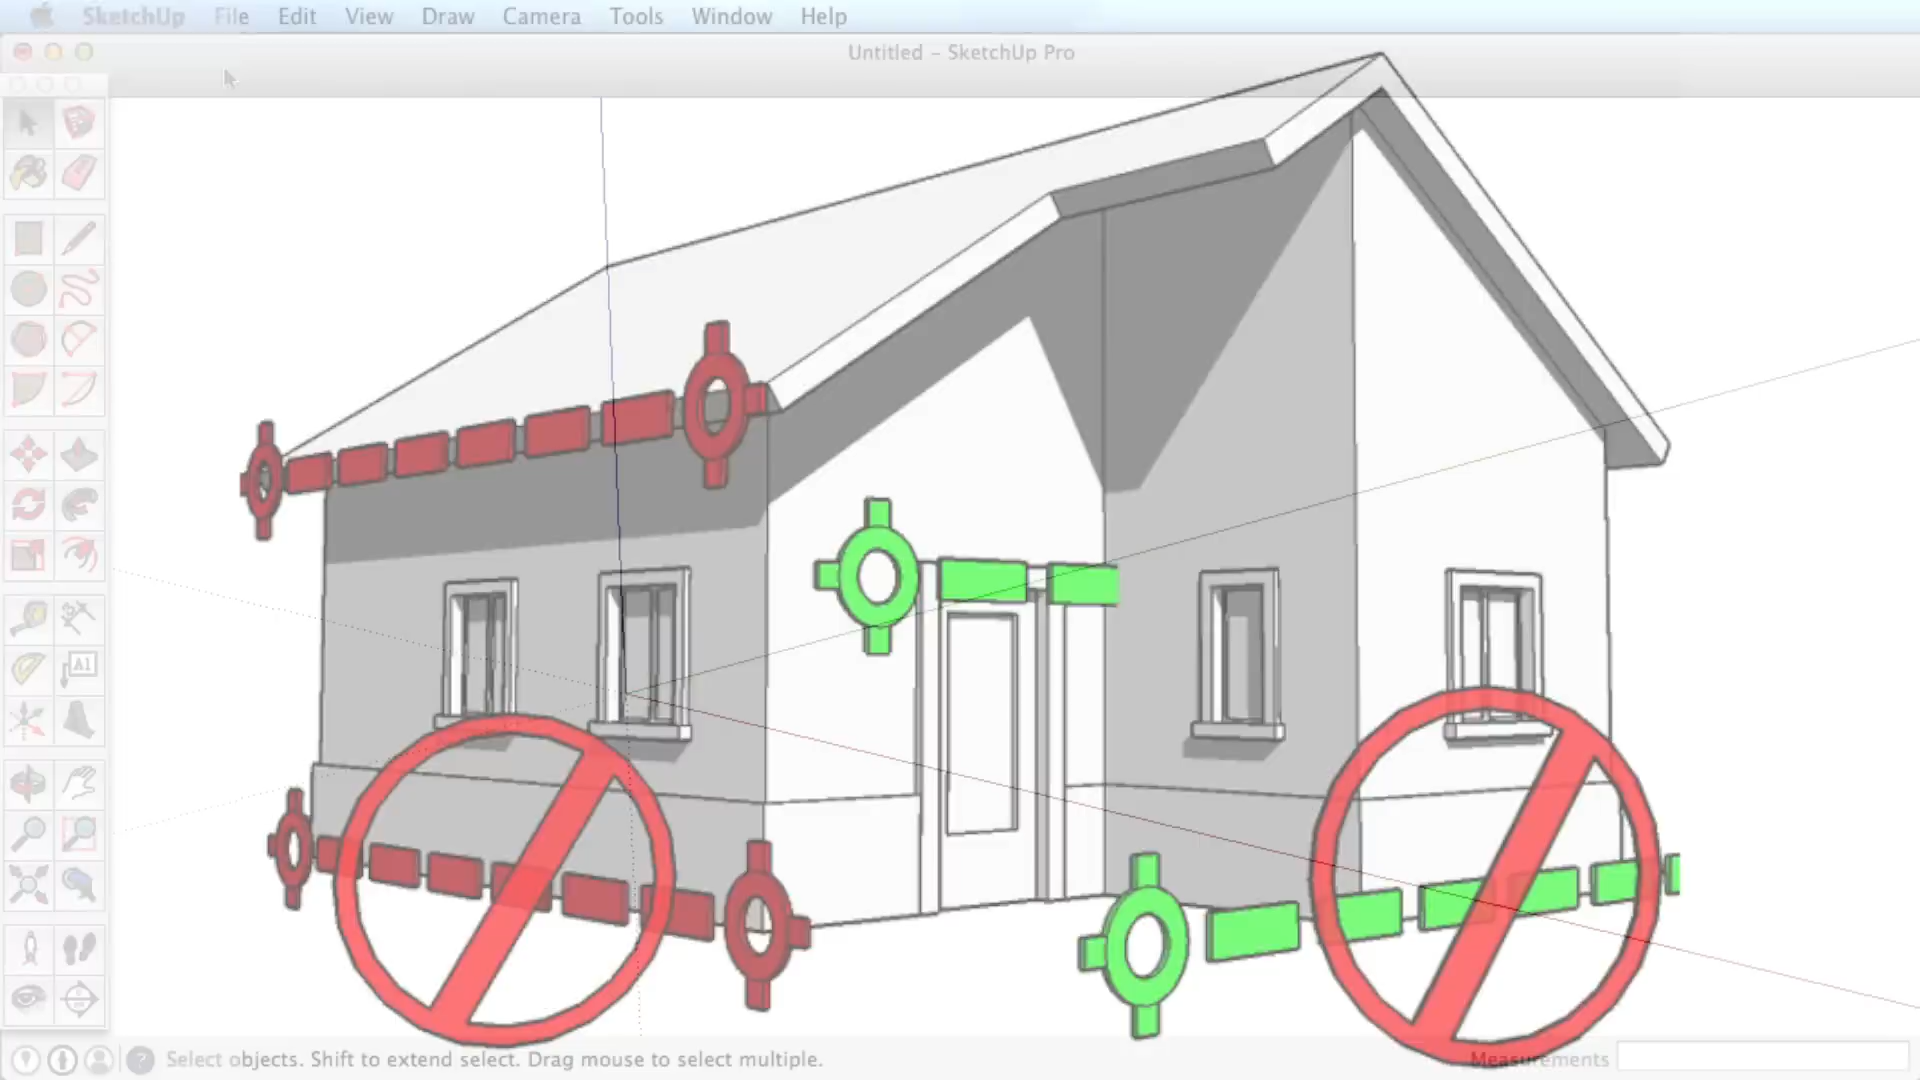 SketchUp File Edit View Draw Camera Tools Window Help
Untitled - SketchUp Pro
A1
Select objects. Shift to extend select. Drag mouse to select multiple.
Measurements